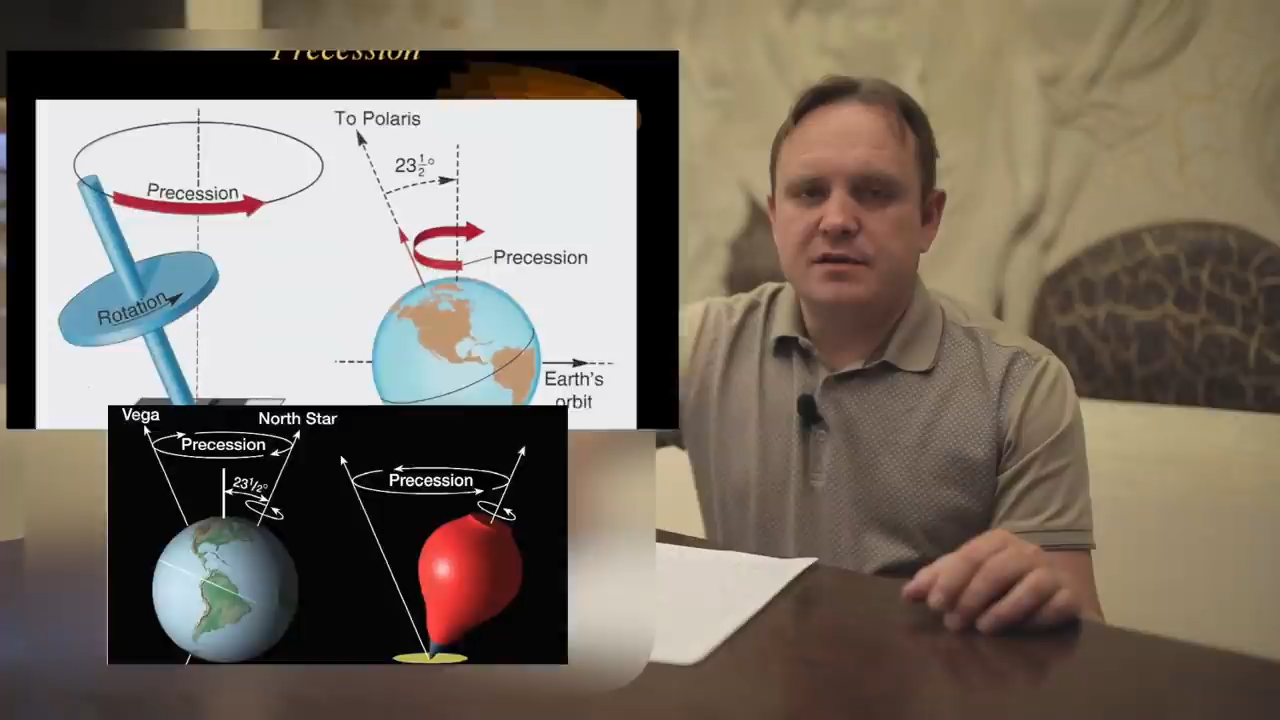 Precession
To Polaris
23½°
Precession
Precession
Rotation
Earth's
orbit
Vega
North Star
Precession
23½°
Precession